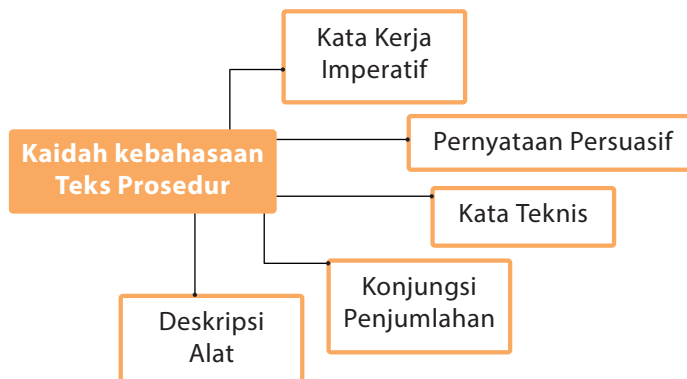 Kata Kerja
Imperatif
Pernyataan Persuasif
Kaidah kebahasaan
Teks Prosedur
Kata Teknis
Konjungsi
Penjumlahan
Deskripsi
Alat